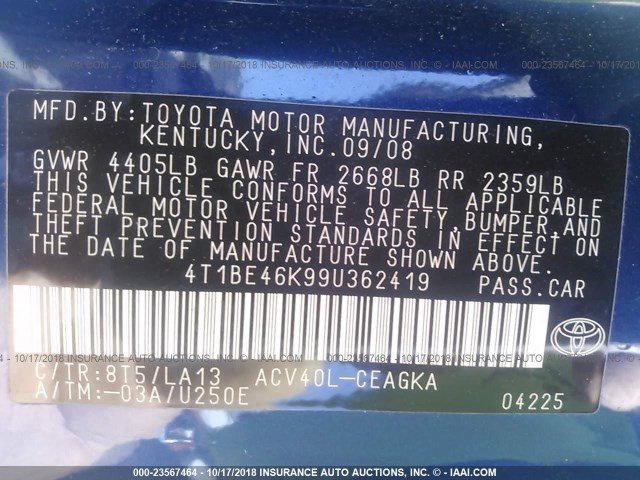 MFD.BY:TOYOTA MOTOR MANUFACTURING,
KENTUCKY, INC.09/08
GVWR 4405LB GAWR FR 2668LB RR 2359LB
THIS VEHICLE CONFORMS TO ALL APPLICABLE
FEDERAL MOTOR VEHICLE SAFETY,BUMPER,AND
THEFT PREVENTION STANDARDS IN EFFECT ON
THE DATE OF MANUFACTURE SHOWN ABOVE.
4T1BE46K99U362419 PASS.CAR
TOYOTA
C/TR:8T5/LA13 ACV40L-CEAGKA
A/TM:-03A/U250E
04225
000-23567464 - 10/17/2018 INSURANCE AUTO AUCTIONS - © - WWW.IAAI.COM